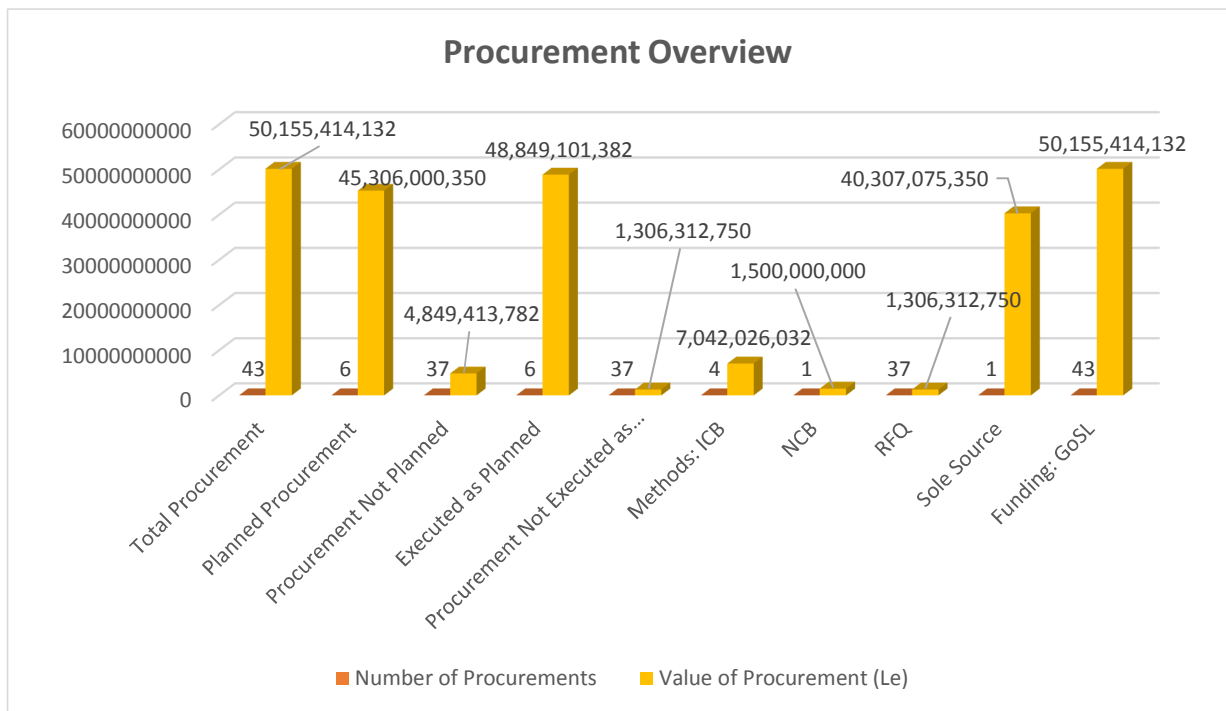 Procurement Overview
60000000000
50000000000
40000000000
30000000000
20000000000
10000000000
0
50,155,414,132
45,306,000,350
4,849,413,782
48,849,101,382
1,306,312,750
7,042,026,032
1,500,000,000
1,306,312,750
40,307,075,350
50,155,414,132
43
6
37
6
37
4
1
37
1
43
Total Procurement
Planned Procurement
Procurement Not Planned
Executed as Planned
Procurement Not Executed as...
Methods: ICB
NCB
RFQ
Sole Source
Funding: GoSL
Number of Procurements
Value of Procurement (Le)